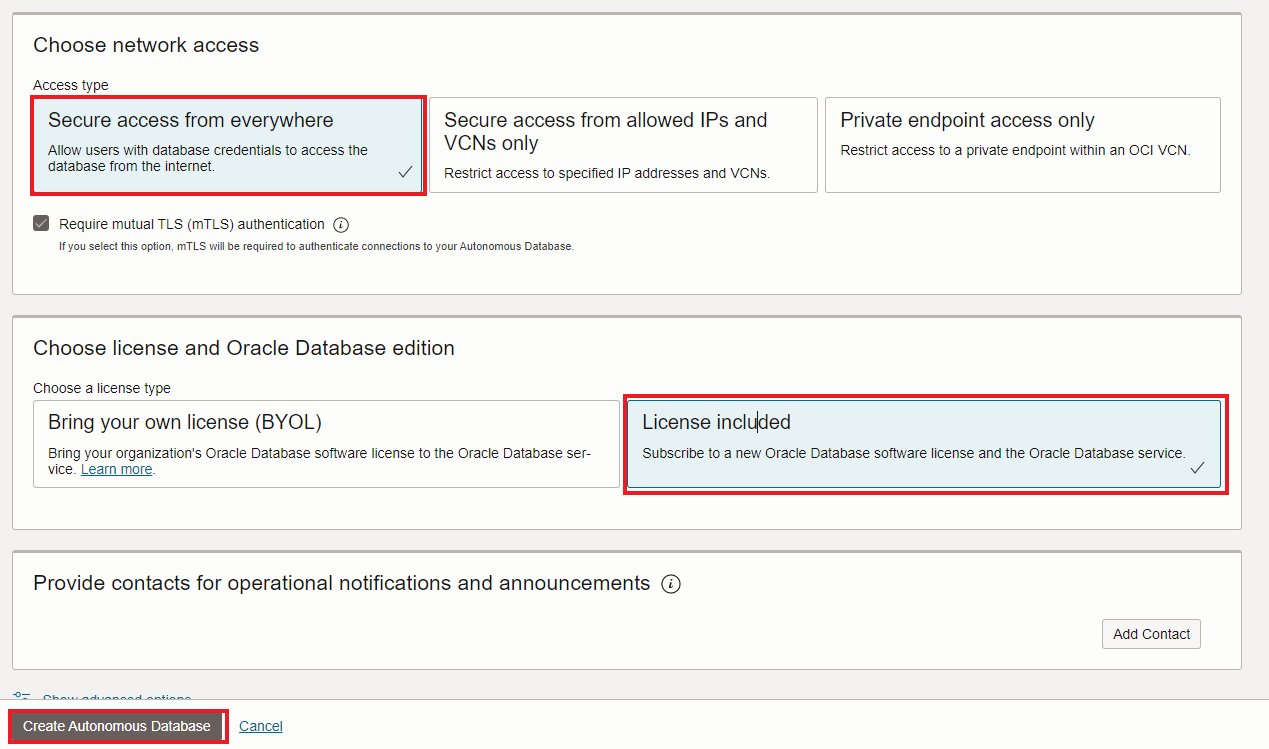 Choose network access
Access type
Secure access from everywhere
Allow users with database credentials to access the
database from the internet.
Secure access from allowed IPs and
VCNs only
Restrict access to specified IP addresses and VCNs.
Private endpoint access only
Restrict access to a private endpoint within an OCI VCN.
Require mutual TLS (mTLS) authentication
If you select this option, mTLS will be required to authenticate connections to your Autonomous Database.
Choose license and Oracle Database edition
Choose a license type
Bring your own license (BYOL)
Bring your organization's Oracle Database software license to the Oracle Database ser-
vice. Learn more.
License included
Subscribe to a new Oracle Database software license and the Oracle Database service.
Provide contacts for operational notifications and announcements
Add Contact
Show advanced options
Create Autonomous Database
Cancel